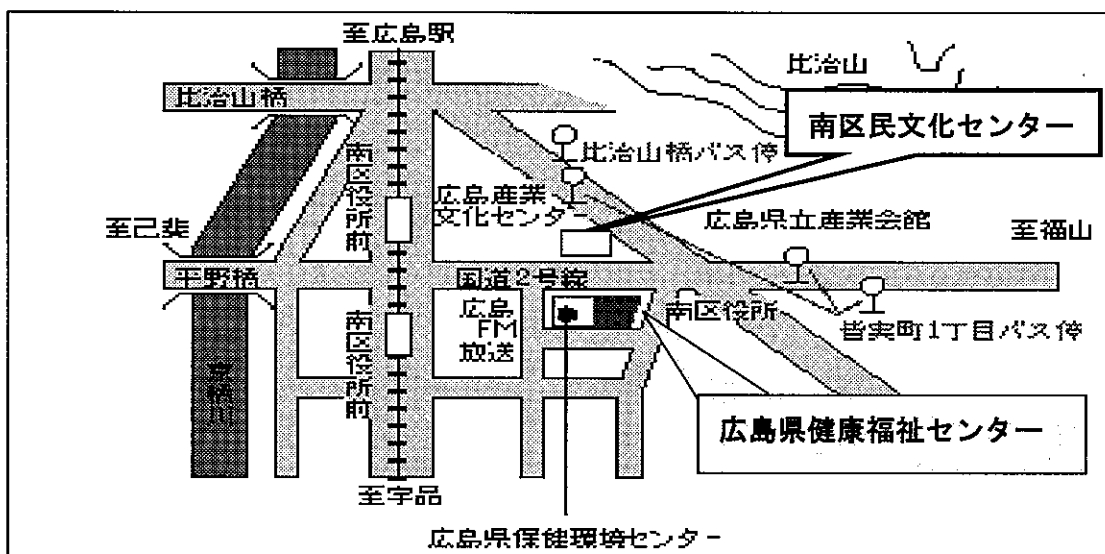 至広島駅
比治山
比治山橋
南区民文化センター
比治山橋バス停
南区役所前
広島産業
文化センター
広島県立産業会館
至己斐
至福山
平野橋
国道2号線
広島
FM
放送
南区役所
皆実町1丁目バス停
南区役所前
京橋川
広島県健康福祉センター
至宇品
広島県保健環境センター